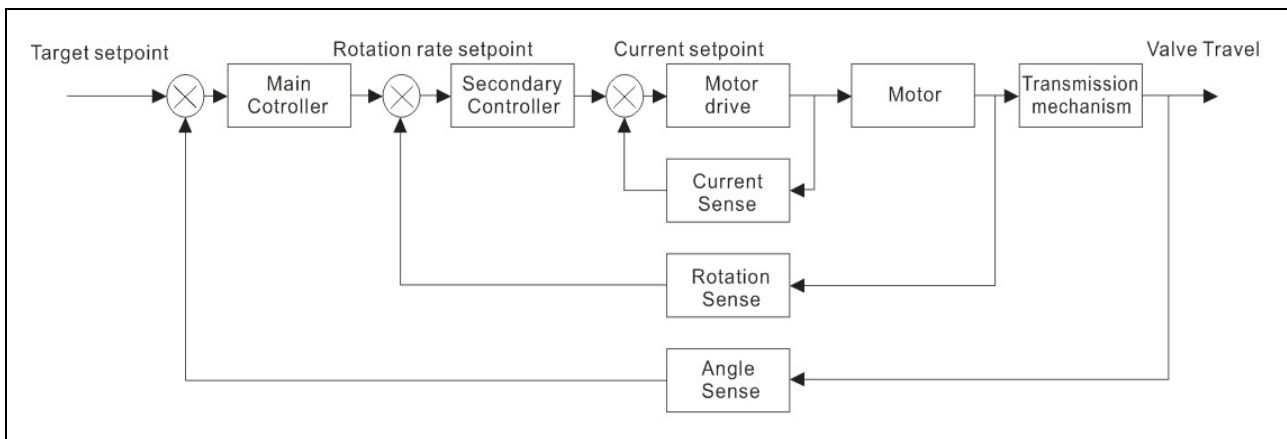 Target setpoint
Rotation rate setpoint
Current setpoint
Valve Travel
Main
Cotroller
Secondary
Controller
Motor
drive
Motor
Transmission
mechanism
Current
Sense
Rotation
Sense
Angle
Sense